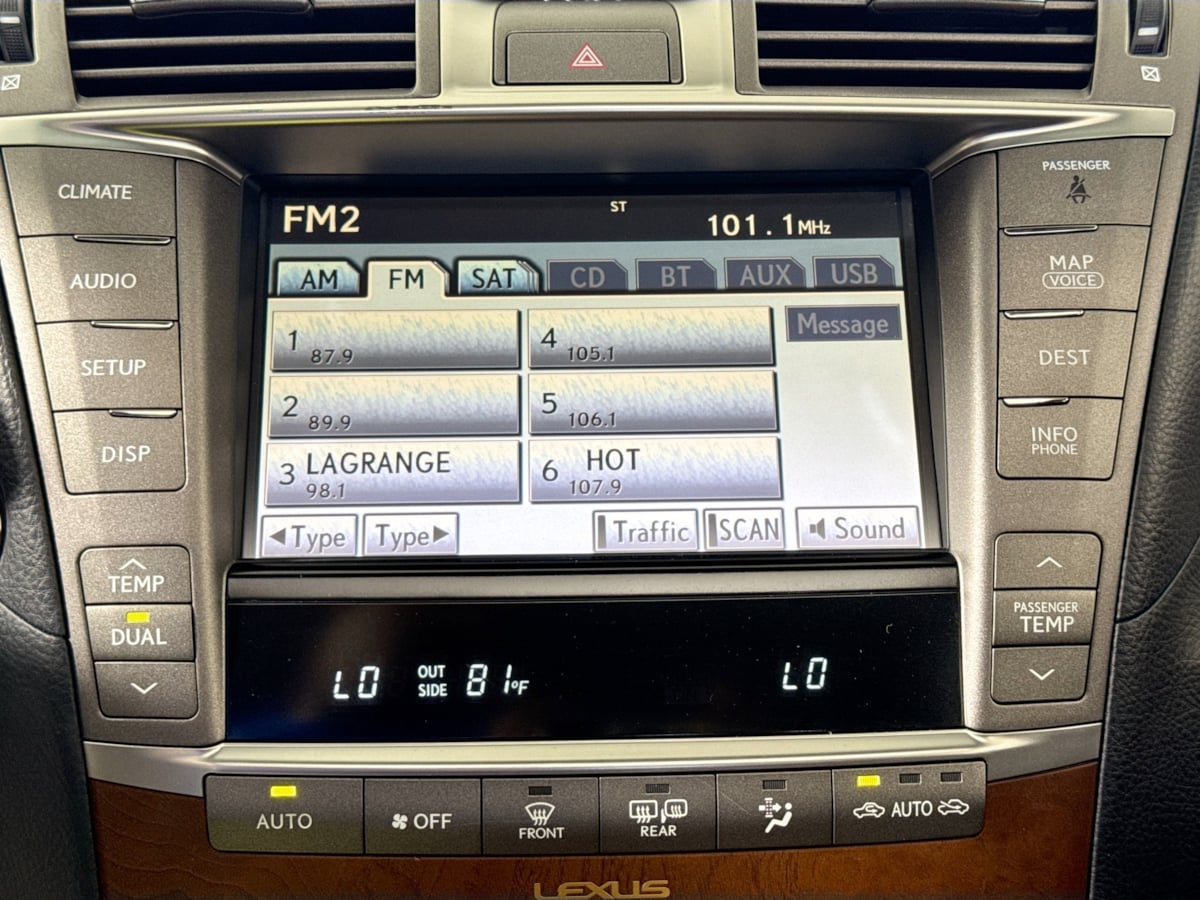 CLIMATE
AUDIO
SETUP
DISP
PASSENGER
MAP
VOICE
DEST
INFO
PHONE
FM2
ST
101.1MHz
AM FM SAT CD BT AUX USB
1 87.9
4 105.1
Message
2 89.9
5 106.1
3 LAGRANGE
98.1
6 HOT
107.9
◀Type Type▶ Traffic SCAN Sound
TEMP
DUAL
PASSENGER
TEMP
LO OUT SIDE 81°F LO
AUTO OFF FRONT REAR AUTO
LEXUS